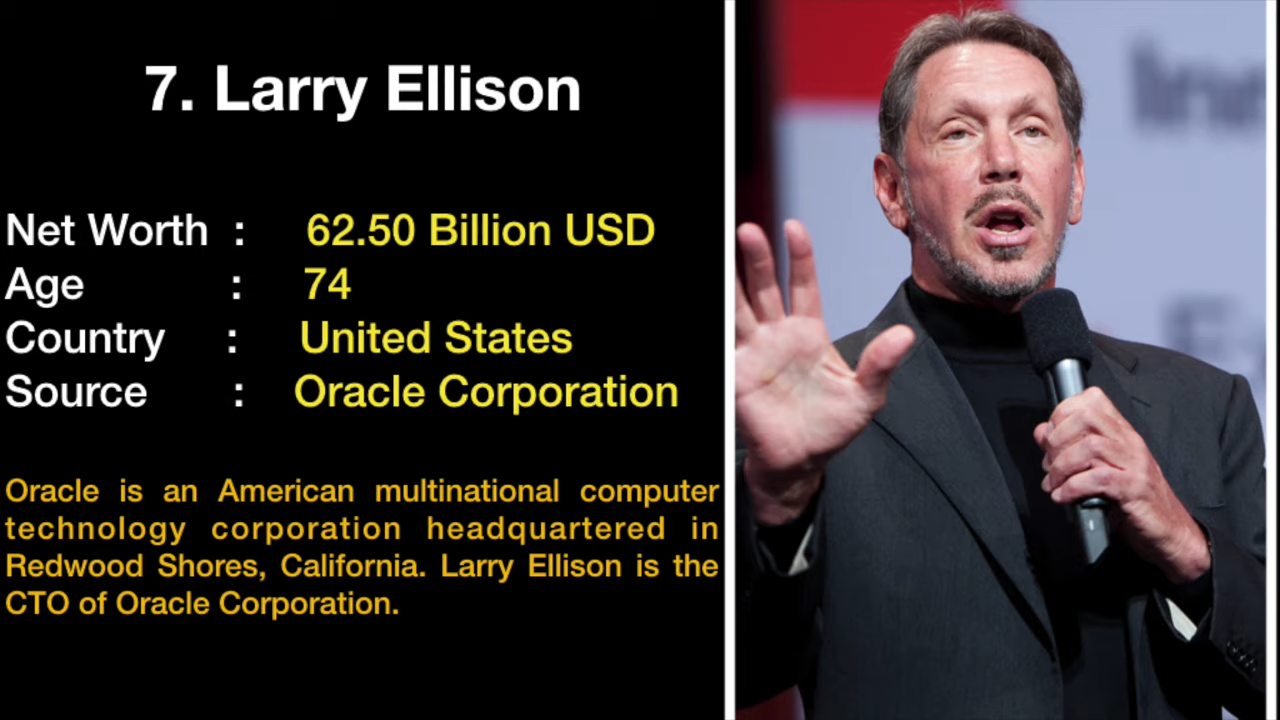 7. Larry Ellison
Net Worth : 62.50 Billion USD
Age : 74
Country : United States
Source : Oracle Corporation
Oracle is an American multinational computer
technology corporation headquartered in
Redwood Shores, California. Larry Ellison is the
CTO of Oracle Corporation.